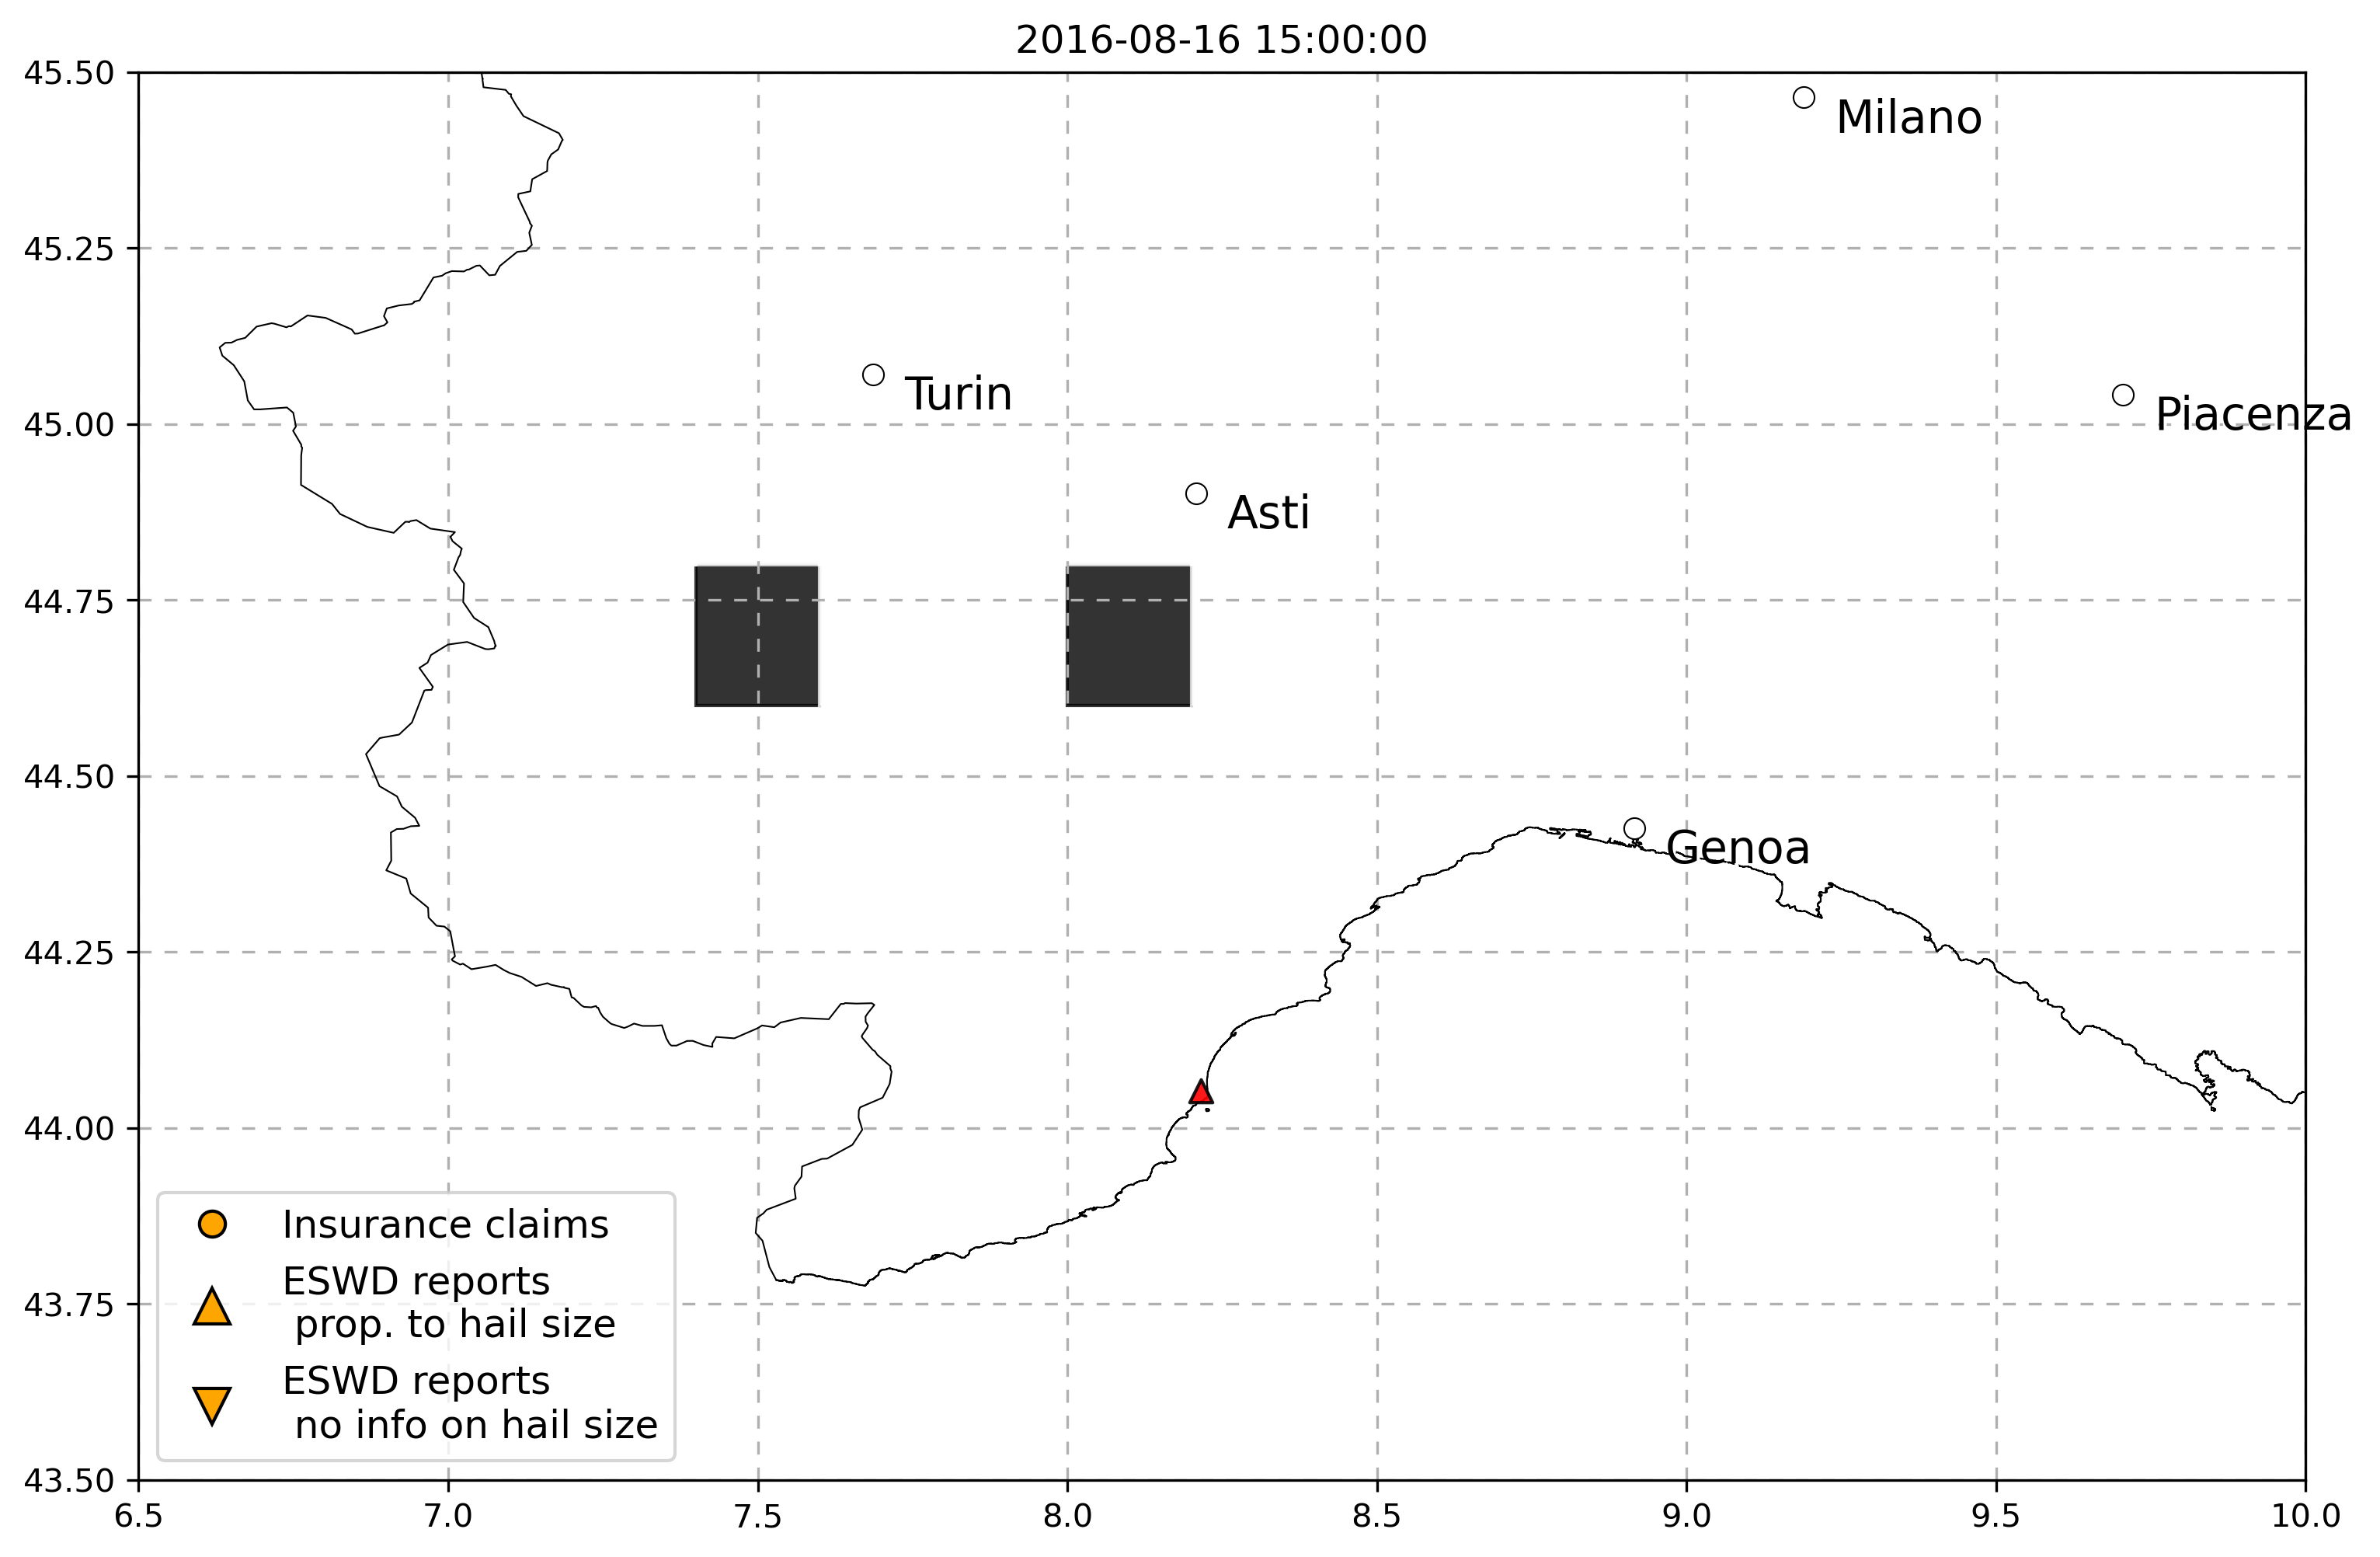 2016-08-16 15:00:00
45.50
45.25
45.00
44.75
44.50
44.25
44.00
43.75
43.50
Milano
Turin
Piacenza
Asti
Genoa
Insurance claims
ESWD reports
prop. to hail size
ESWD reports
no info on hail size
6.5 7.0 7.5 8.0 8.5 9.0 9.5 10.0